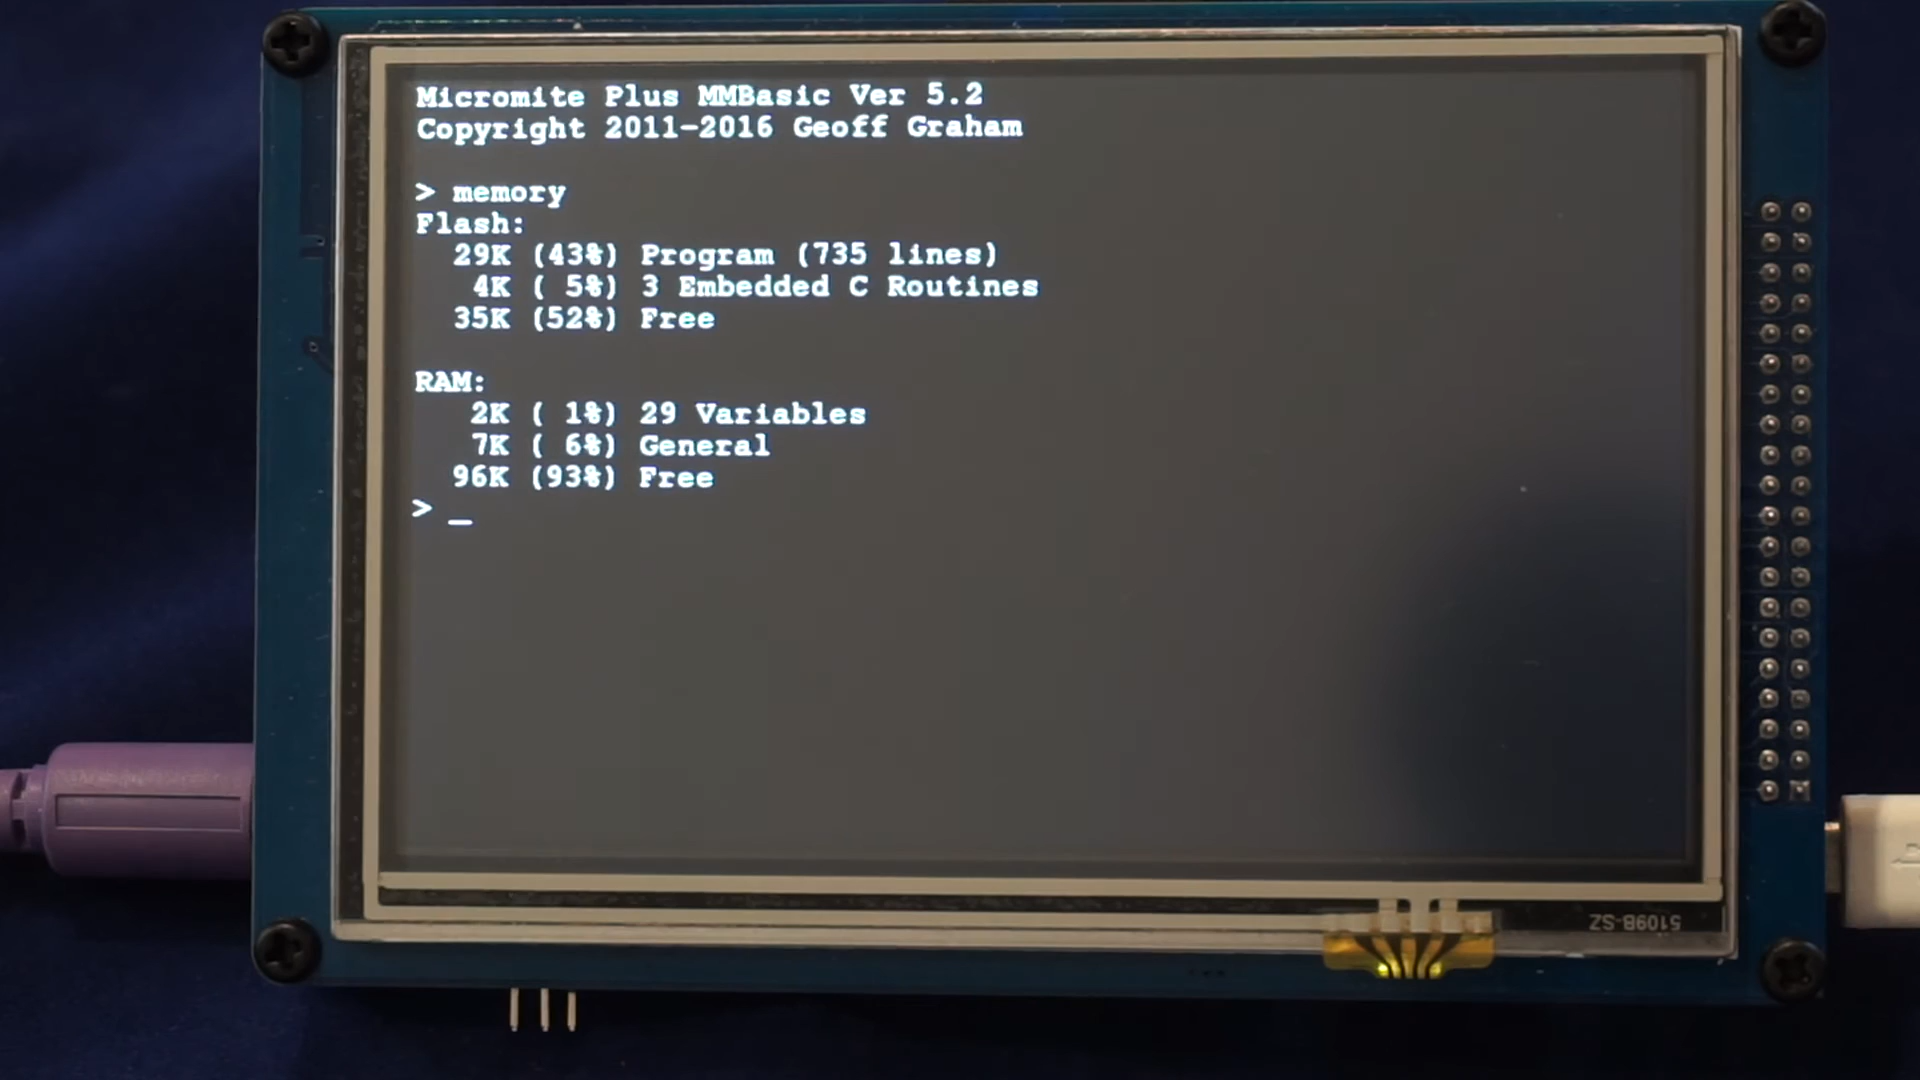 Micromite Plus MMBasic Ver 5.2
Copyright 2011-2016 Geoff Graham
> memory
Flash:
29K (43%) Program (735 lines)
4K ( 5%) 3 Embedded C Routines
35K (52%) Free
RAM:
2K ( 1%) 29 Variables
7K ( 6%) General
96K (93%) Free
> _
5109B-SZ